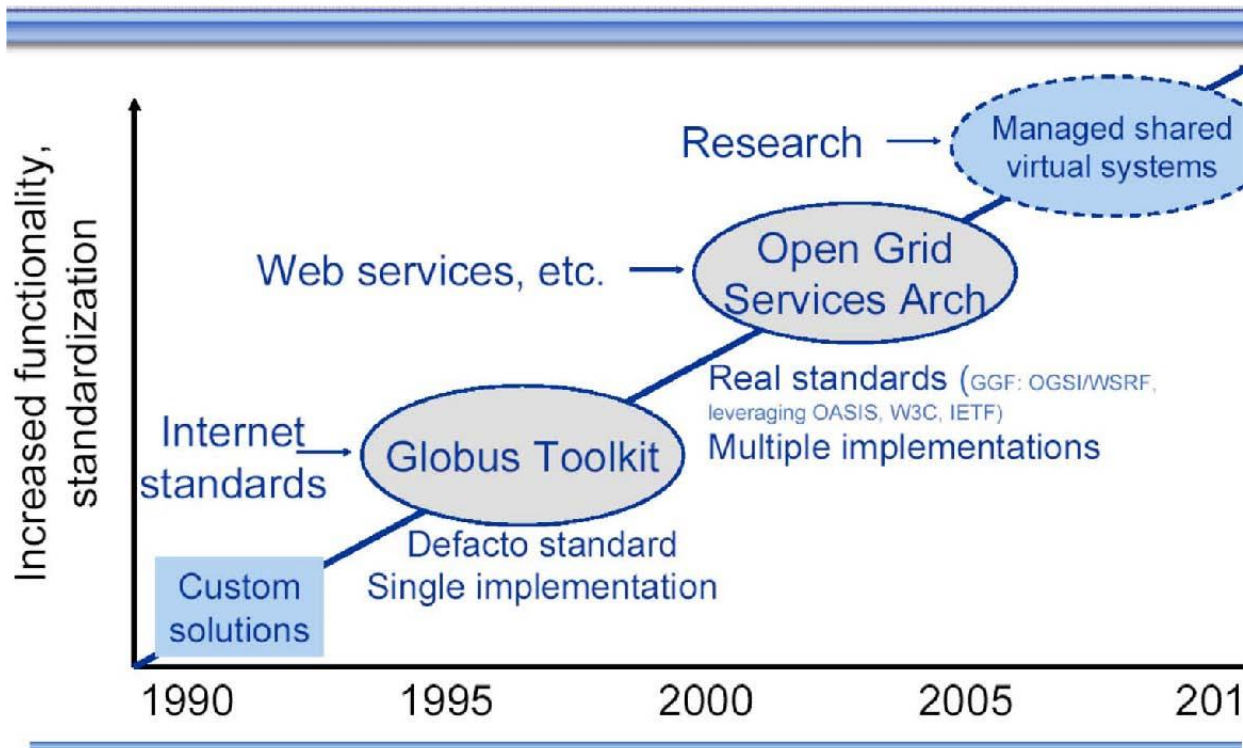 Increased functionality,
standardization
Research
Managed shared
virtual systems
Web services, etc.
Open Grid
Services Arch
Real standards (GGF: OGSI/WSRF,
leveraging OASIS, W3C, IETF)
Multiple implementations
Internet
standards
Globus Toolkit
Defacto standard
Single implementation
Custom
solutions
1990 1995 2000 2005 201